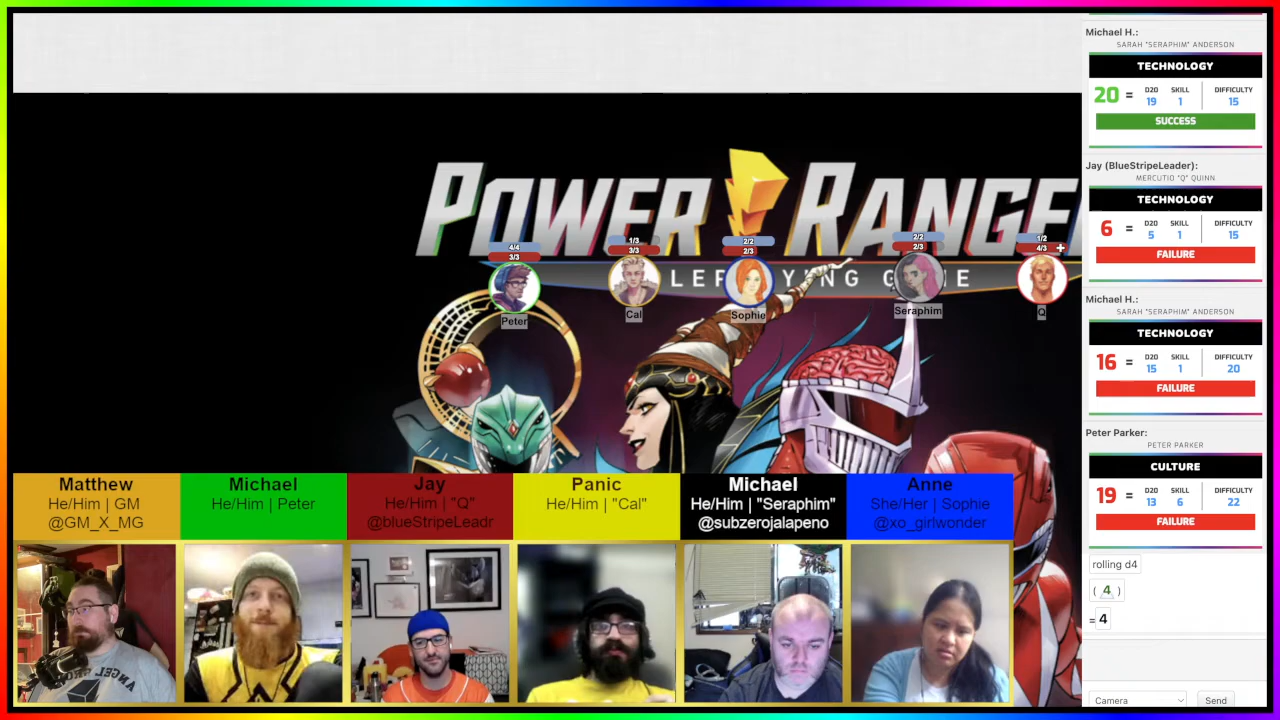 POWER RANGE
LE PLAYING GAME
4/4
3/3
Peter
1/3
3/3
Cal
2/2
2/3
Sophie
2/2
2/3
Seraphim
1/2
4/3
Q
Matthew
He/Him | GM
@GM_X_MG
Michael
He/Him | Peter
Jay
He/Him | "Q"
@blueStripeLeadr
Panic
He/Him | "Cal"
Michael
He/Him | "Seraphim"
@subzerojalapeno
Anne
She/Her | Sophie
@xo_girlwonder
Michael H.:
SARAH "SERAPHIM" ANDERSON
TECHNOLOGY
D20 SKILL DIFFICULTY
20 = 19 1 15
SUCCESS
Jay (BlueStripeLeader):
MERCUTIO "Q" QUINN
TECHNOLOGY
D20 SKILL DIFFICULTY
6 = 5 1 15
FAILURE
Michael H.:
SARAH "SERAPHIM" ANDERSON
TECHNOLOGY
D20 SKILL DIFFICULTY
16 = 15 1 20
FAILURE
Peter Parker:
PETER PARKER
CULTURE
D20 SKILL DIFFICULTY
19 = 13 6 22
FAILURE
rolling d4
( 4 )
=4
Camera
Send